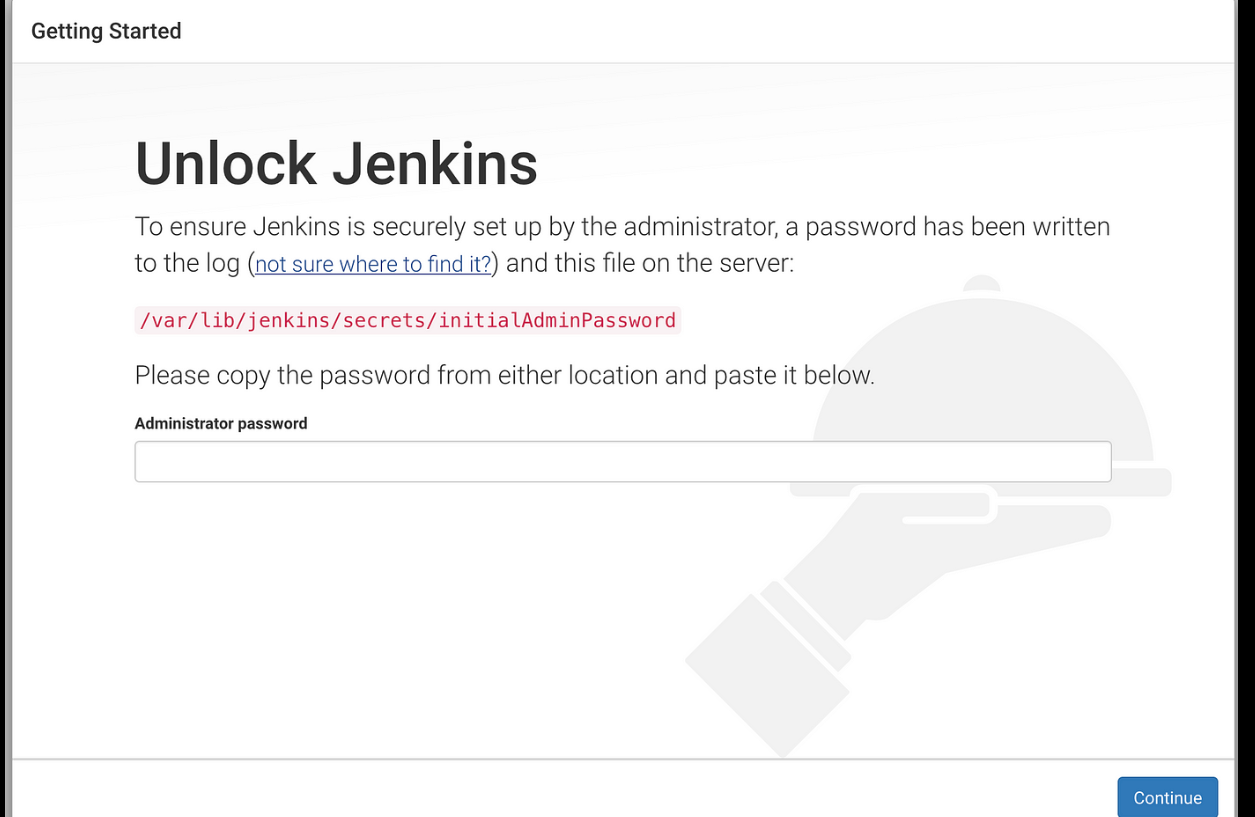 Getting Started
Unlock Jenkins
To ensure Jenkins is securely set up by the administrator, a password has been written
to the log (not sure where to find it?) and this file on the server:
/var/lib/jenkins/secrets/initialAdminPassword
Please copy the password from either location and paste it below.
Administrator password
Continue